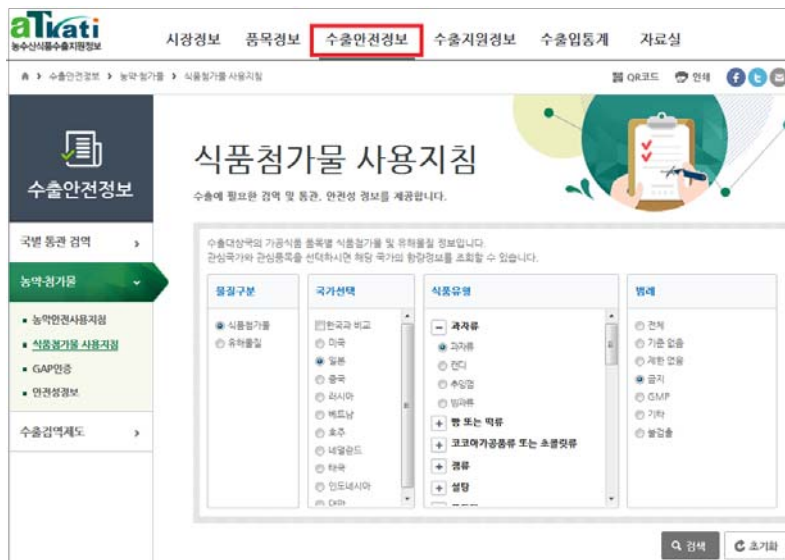 aTkati
농수산식품수출지원정보
시장정보 품목정보 수출안전정보 수출지원정보 수출입통계 자료실
수출안전정보 농약·첨가물 식품첨가물 사용지침
QR코드 인쇄
수출안전정보
식품첨가물 사용지침
수출에 필요한 검역 및 통관, 안전성 정보를 제공합니다.
국별 통관 검역
농약·첨가물
농약안전사용지침
식품첨가물 사용지침
GAP인증
안전성정보
수출검역제도
수출대상국의 가공식품 품목별 식품첨가물 및 유해물질 정보입니다.
관심국가와 관심품목을 선택하시면 해당 국가의 함량정보를 조회할 수 있습니다.
물질구분
식품첨가물
유해물질
국가선택
한국과 비교
미국
일본
중국
러시아
베트남
호주
네덜란드
태국
인도네시아
대만
식품유형
과자류
과자류
캔디
추잉껌
빙과류
빵 또는 떡류
코코아가공품류 또는 초콜릿류
잼류
설탕
범례
전체
기준 없음
제한 없음
금지
GMP
기타
불검출
검색 초기화